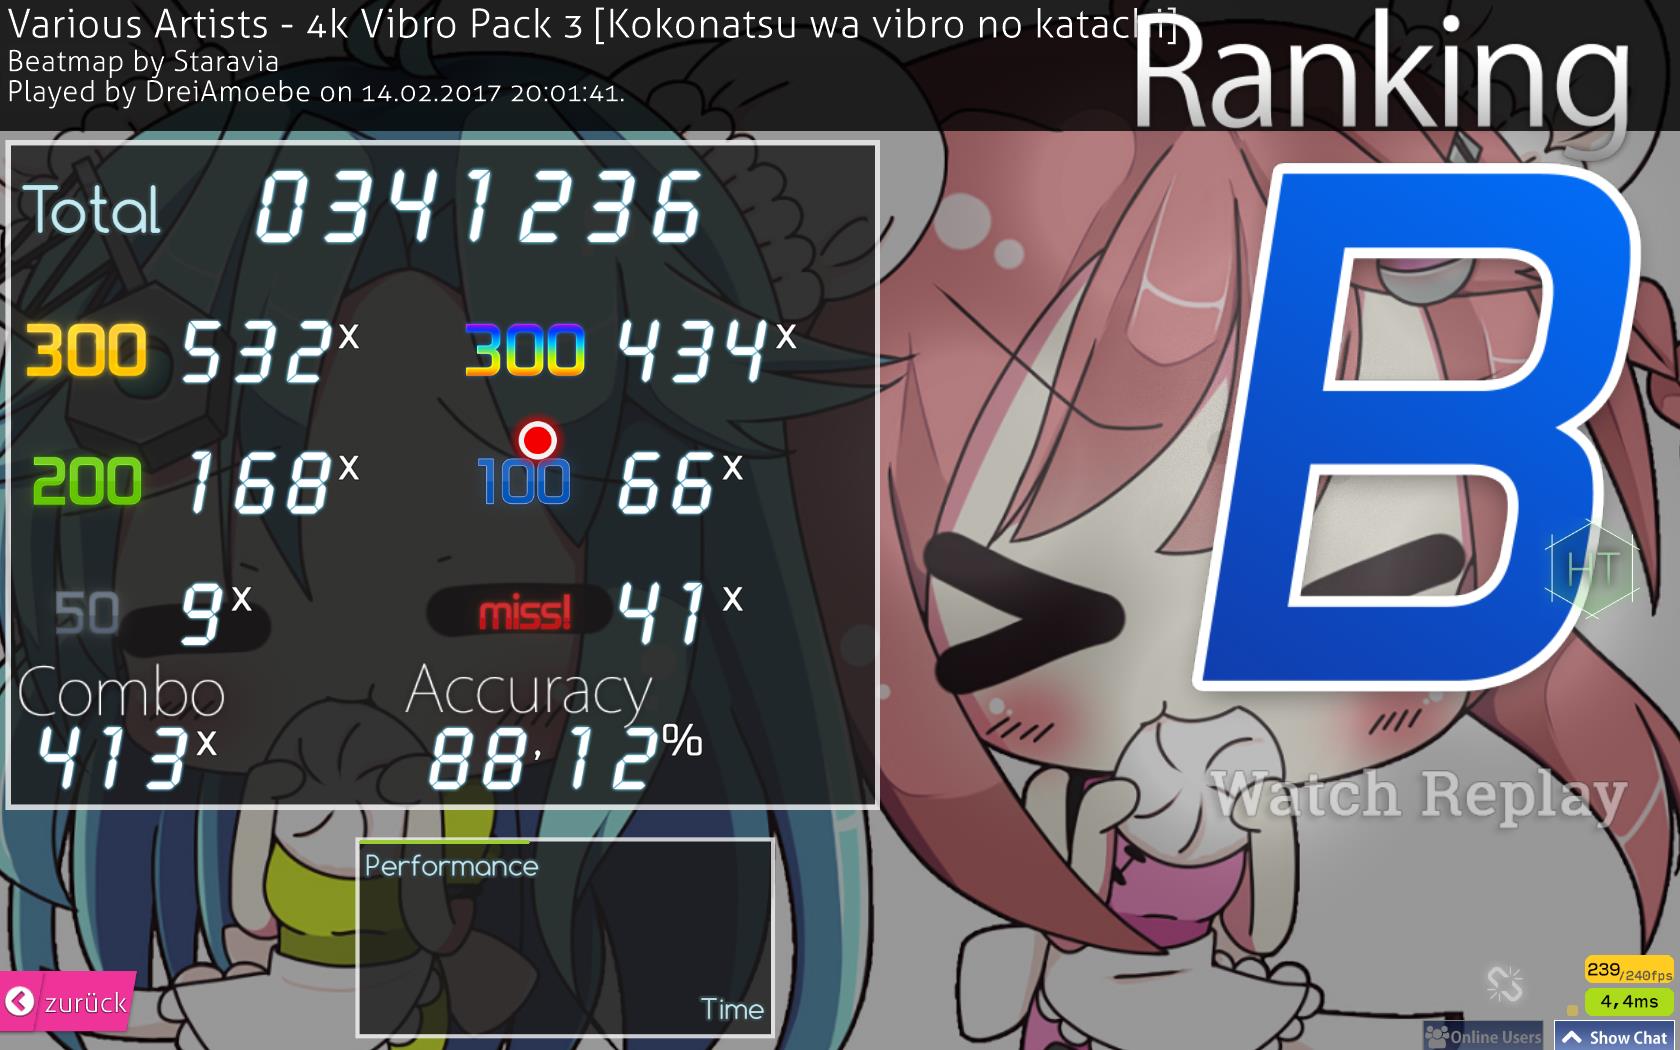 Various Artists - 4k Vibro Pack 3 [Kokonatsu wa vibro no katachi]
Beatmap by Staravia
Played by DreiAmoebe on 14.02.2017 20:01:41.
Ranking
Total 0341236
300 532x 300 434x
200 168x 100 66x
50 9x miss! 41x
Combo Accuracy
413x 88,12%
B
HT
Watch Replay
Performance
Time
zurück
239/240fps
4,4ms
Online Users
Show Chat